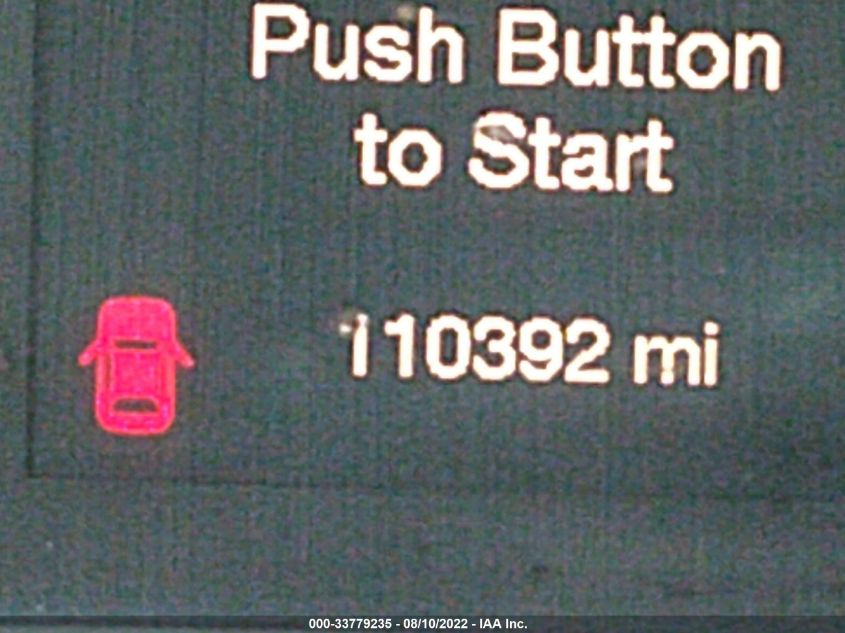 Push Button
to Start
110392 mi
000-33779235 - 08/10/2022 - IAA Inc.